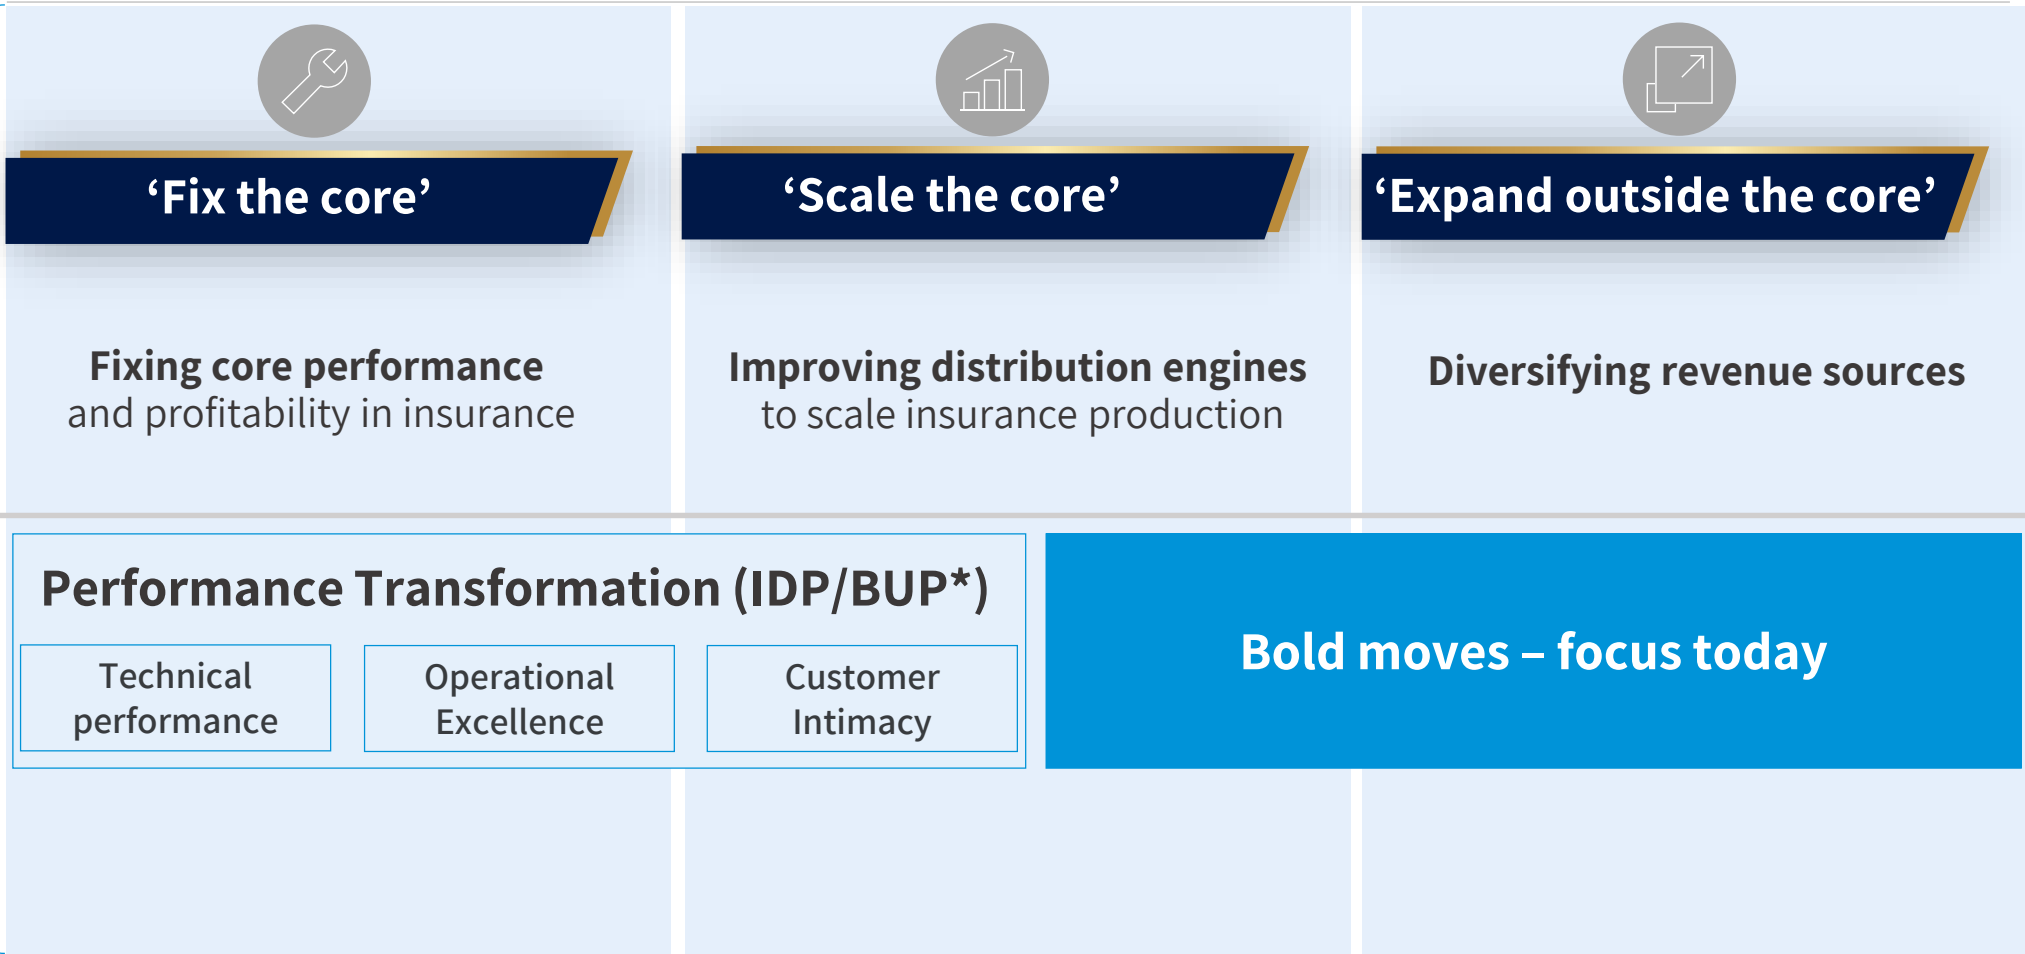 ‘Fix the core’
‘Scale the core’
‘Expand outside the core’
Fixing core performance
and profitability in insurance
Improving distribution engines
to scale insurance production
Diversifying revenue sources
Performance Transformation (IDP/BUP*)
Technical
performance
Operational
Excellence
Customer
Intimacy
Bold moves – focus today